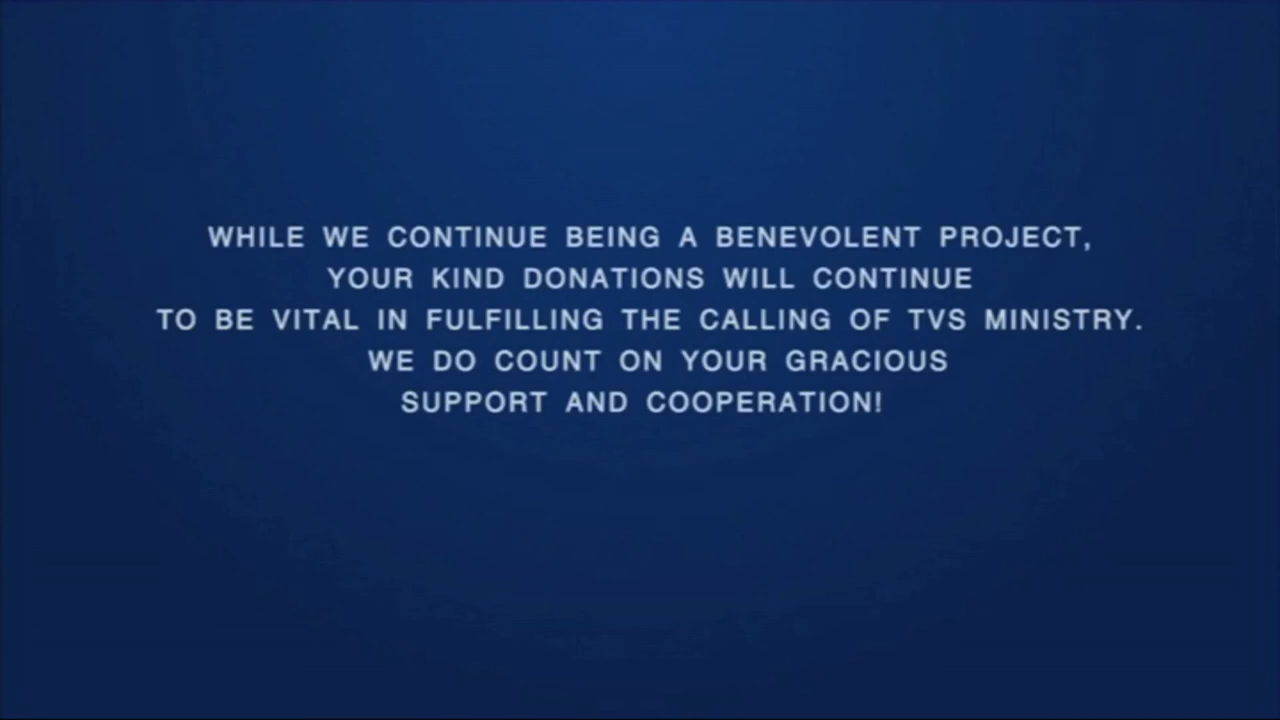 WHILE WE CONTINUE BEING A BENEVOLENT PROJECT,
YOUR KIND DONATIONS WILL CONTINUE
TO BE VITAL IN FULFILLING THE CALLING OF TVS MINISTRY.
WE DO COUNT ON YOUR GRACIOUS
SUPPORT AND COOPERATION!